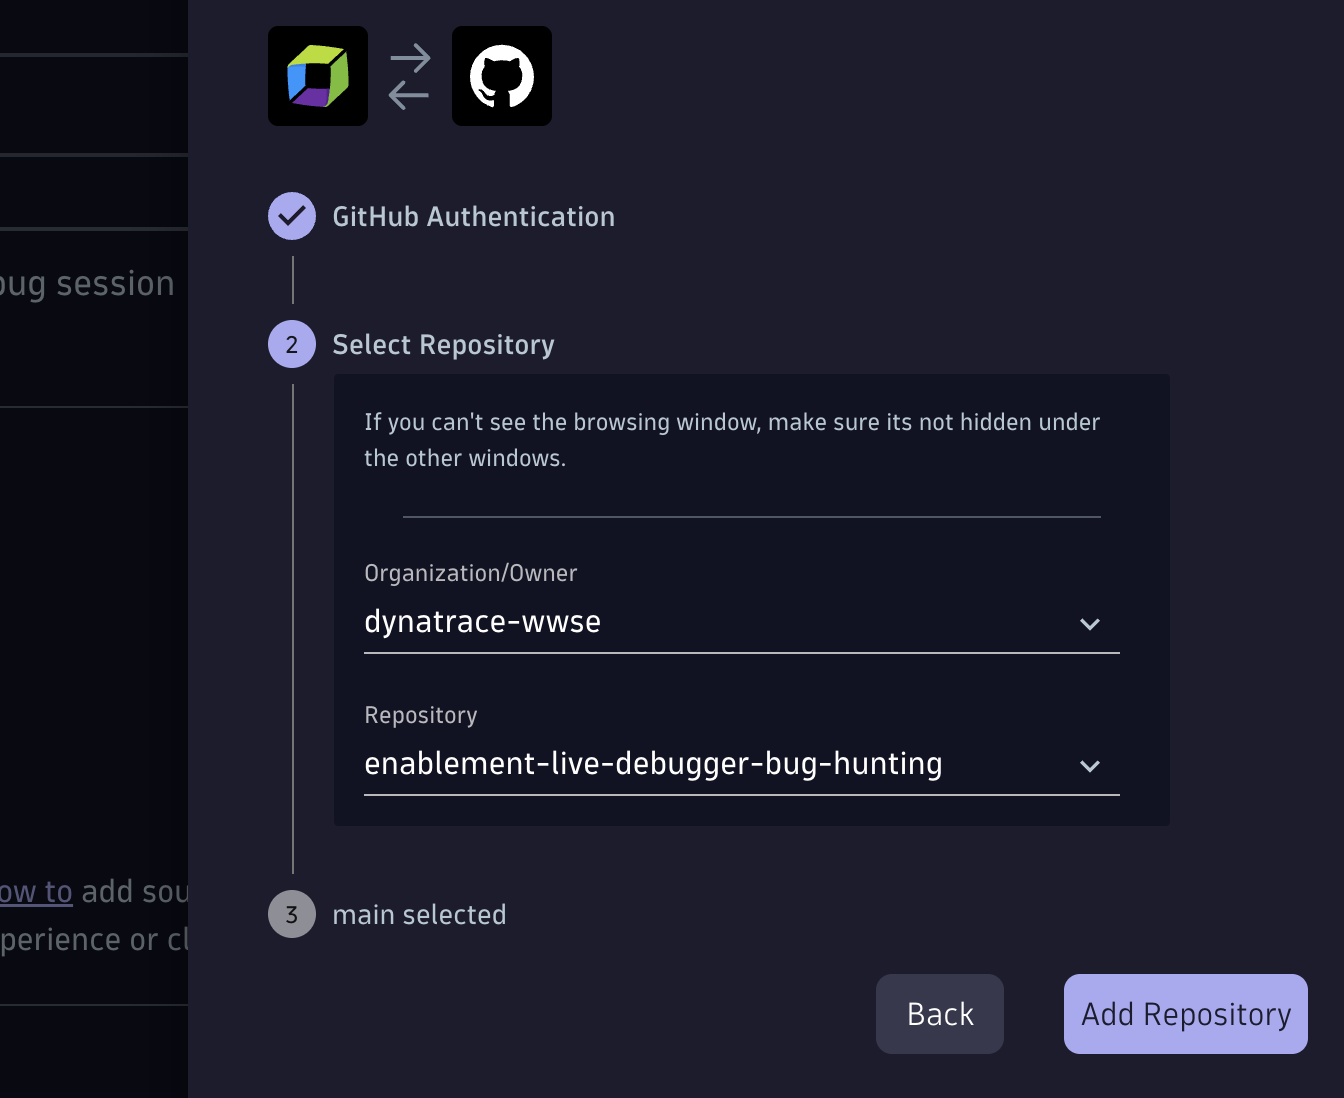 GitHub Authentication
bug session
2 Select Repository
If you can't see the browsing window, make sure its not hidden under
the other windows.
Organization/Owner
dynatrace-wwse
Repository
enablement-live-debugger-bug-hunting
how to add sou
3 main selected
perience or cl
Back Add Repository